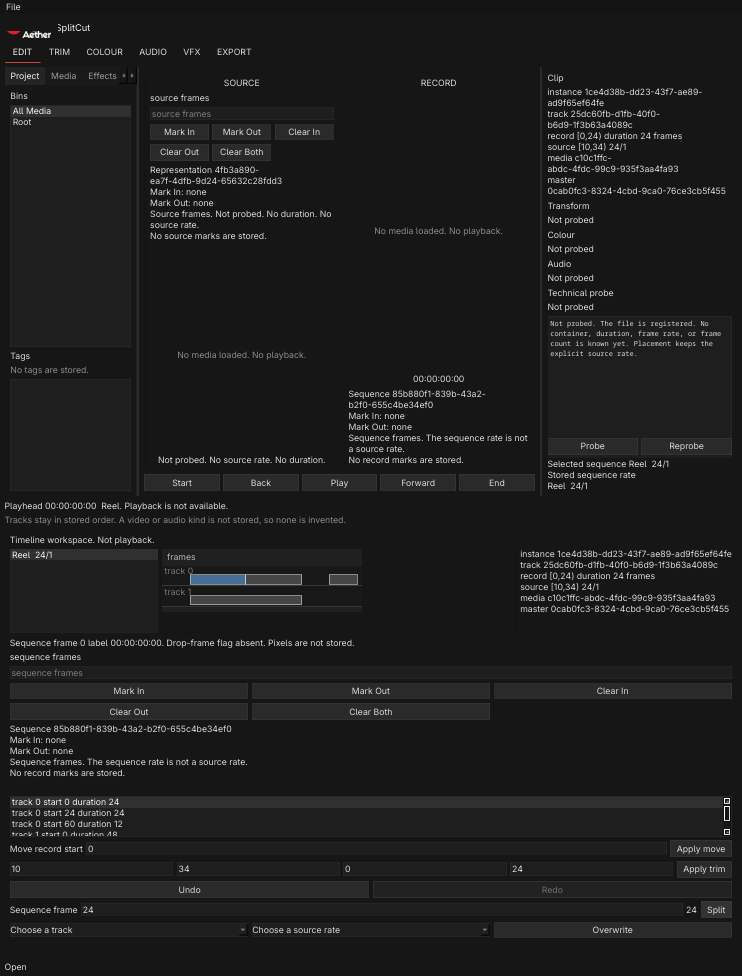 File
Aether
SplitCut
EDIT TRIM COLOUR AUDIO VFX EXPORT
Project Media Effects
Bins
All Media
Root
Tags
No tags are stored.
SOURCE
source frames
source frames
Mark In Mark Out Clear In
Clear Out Clear Both
Representation 4fb3a890-
ea7f-4dfb-9d24-65632c28fdd3
Mark In: none
Mark Out: none
Source frames. Not probed. No duration. No
source rate.
No source marks are stored.
No media loaded. No playback.
Not probed. No source rate. No duration.
RECORD
No media loaded. No playback.
00:00:00:00
Sequence 85b880f1-839b-43a2-
b2f0-655c4be34ef0
Mark In: none
Mark Out: none
Sequence frames. The sequence rate is not
a source rate.
No record marks are stored.
Start Back Play Forward End
Clip
instance 1ce4d38b-dd23-43f7-ae89-
ad9f65ef64fe
track 25dc60fb-d1fb-40f0-
b6d9-1f3b63a4089c
record [0,24) duration 24 frames
source [10,34) 24/1
media c10c1ffc-
abdc-4fdc-99c9-935f3aa4fa93
master
0cab0fc3-8324-4cbd-9ca0-76ce3cb5f455
Transform
Not probed
Colour
Not probed
Audio
Not probed
Technical probe
Not probed
Not probed. The file is registered. No
container, duration, frame rate, or frame
count is known yet. Placement keeps the
explicit source rate.
Probe Reprobe
Selected sequence Reel 24/1
Stored sequence rate
Reel 24/1
Playhead 00:00:00:00 Reel. Playback is not available.
Tracks stay in stored order. A video or audio kind is not stored, so none is invented.
Timeline workspace. Not playback.
Reel 24/1
frames
track 0
track 1
instance 1ce4d38b-dd23-43f7-ae89-ad9f65ef64fe
track 25dc60fb-d1fb-40f0-b6d9-1f3b63a4089c
record [0,24) duration 24 frames
source [10,34) 24/1
media c10c1ffc-abdc-4fdc-99c9-935f3aa4fa93
master 0cab0fc3-8324-4cbd-9ca0-76ce3cb5f455
Sequence frame 0 label 00:00:00:00. Drop-frame flag absent. Pixels are not stored.
sequence frames
sequence frames
Mark In Mark Out Clear In
Clear Out Clear Both
Sequence 85b880f1-839b-43a2-b2f0-655c4be34ef0
Mark In: none
Mark Out: none
Sequence frames. The sequence rate is not a source rate.
No record marks are stored.
track 0 start 0 duration 24
track 0 start 24 duration 24
track 0 start 60 duration 12
track 1 start 0 duration 48
Move record start 0 Apply move
10 34 0 24 Apply trim
Undo Redo
Sequence frame 24 24 Split
Choose a track Choose a source rate Overwrite
Open